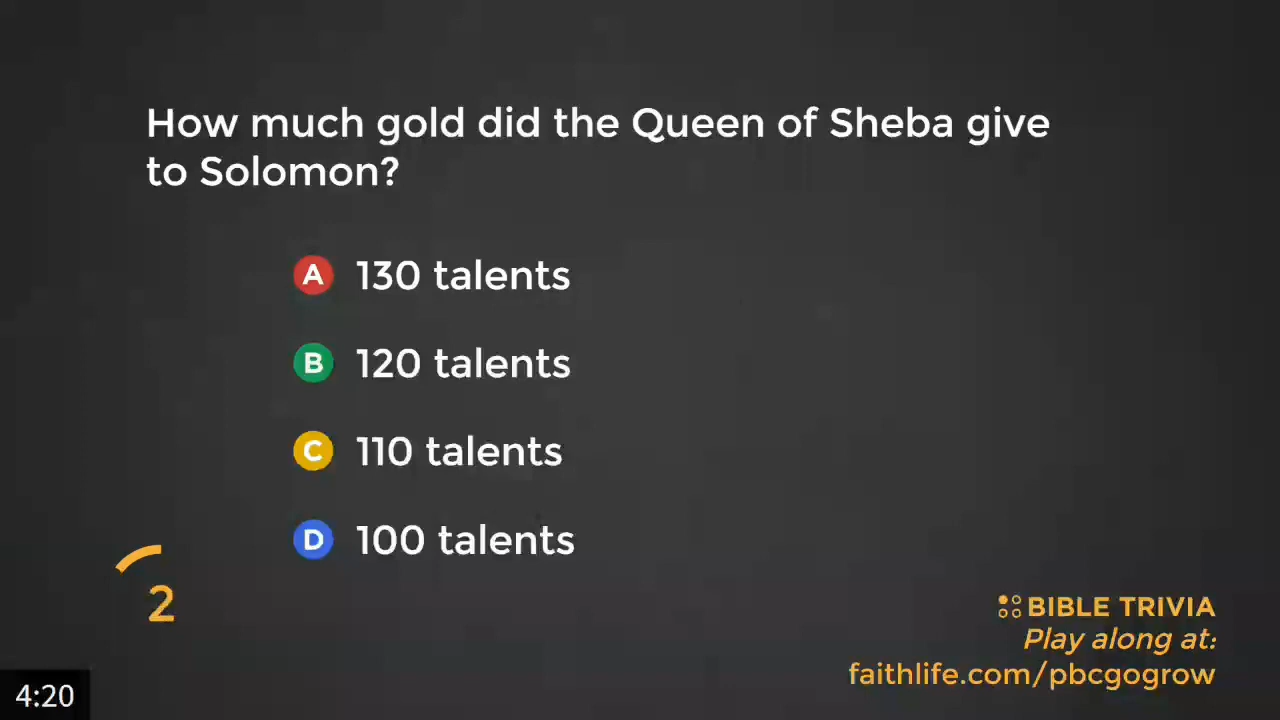 How much gold did the Queen of Sheba give
to Solomon?
A 130 talents
B 120 talents
C 110 talents
D 100 talents
2
BIBLE TRIVIA
Play along at:
faithlife.com/pbcgogrow
4:20